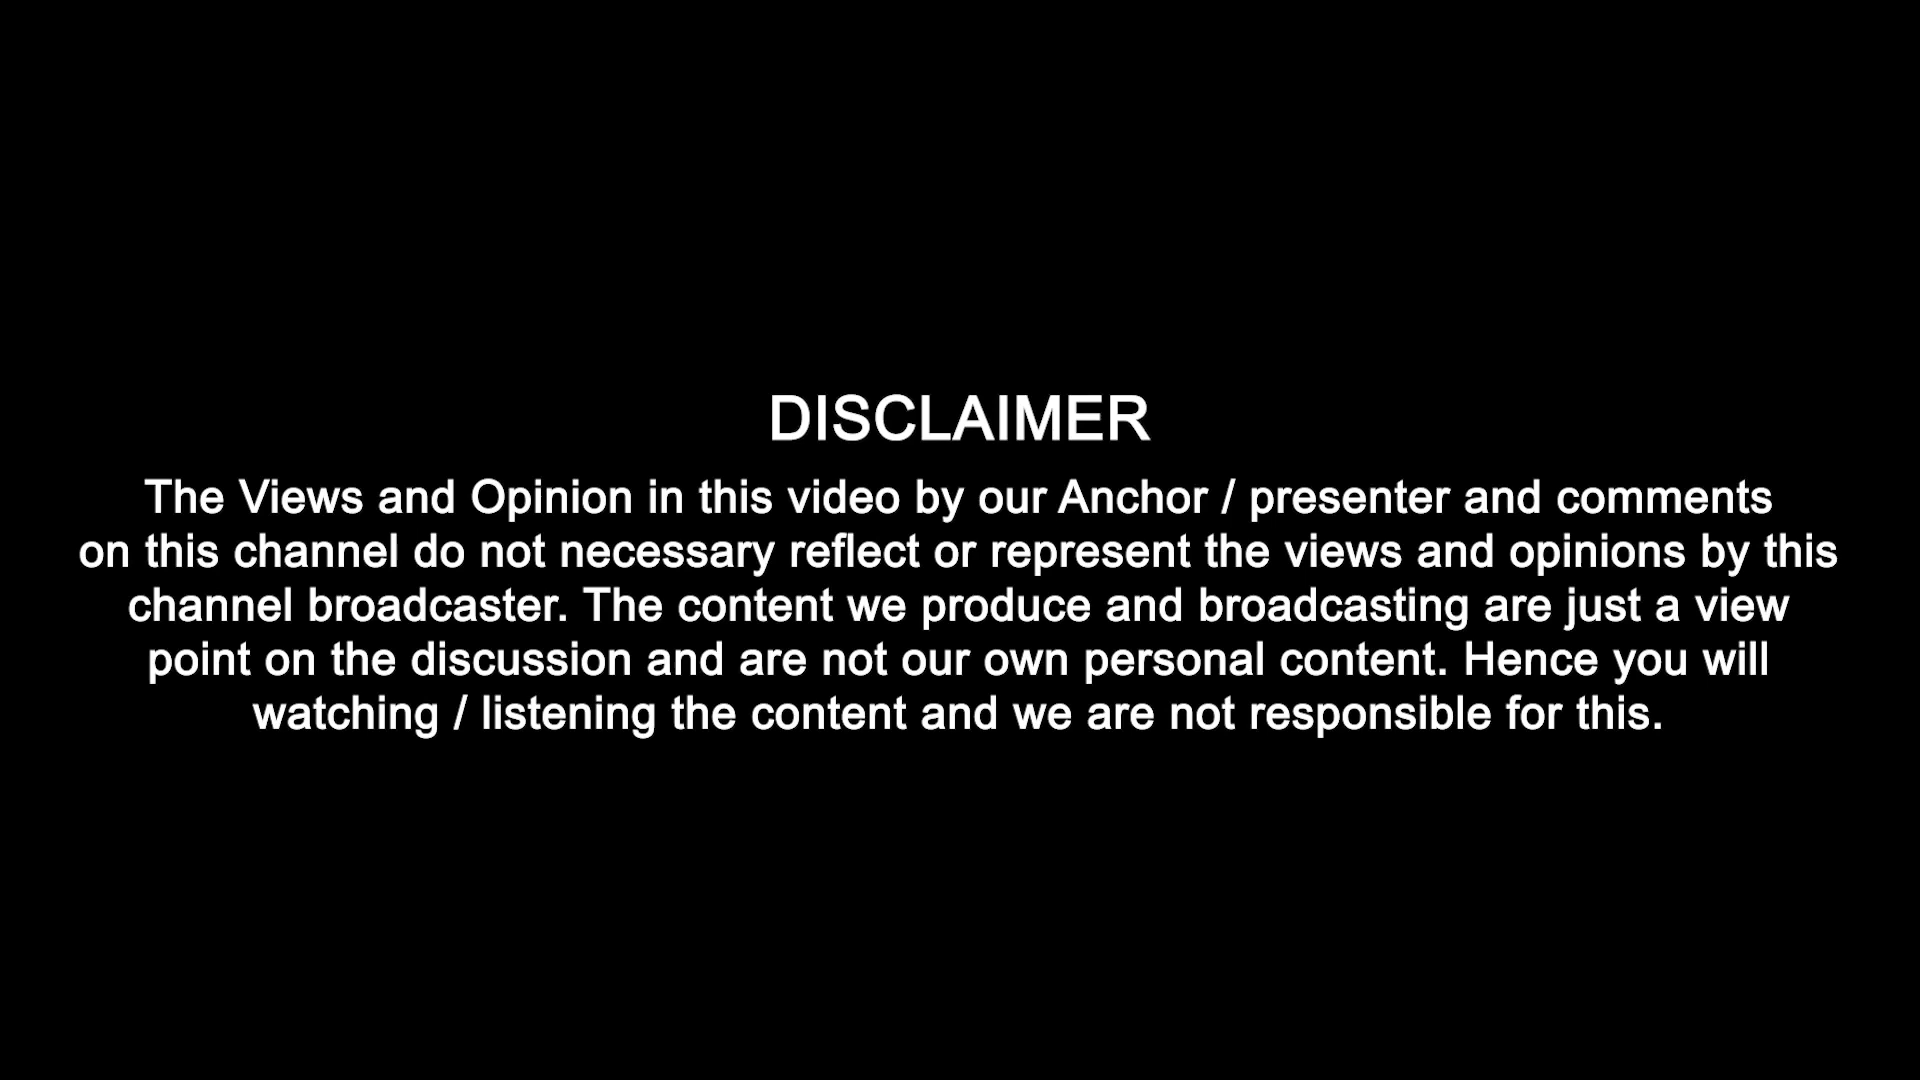 DISCLAIMER
The Views and Opinion in this video by our Anchor / presenter and comments
on this channel do not necessary reflect or represent the views and opinions by this
channel broadcaster. The content we produce and broadcasting are just a view
point on the discussion and are not our own personal content. Hence you will
watching / listening the content and we are not responsible for this.